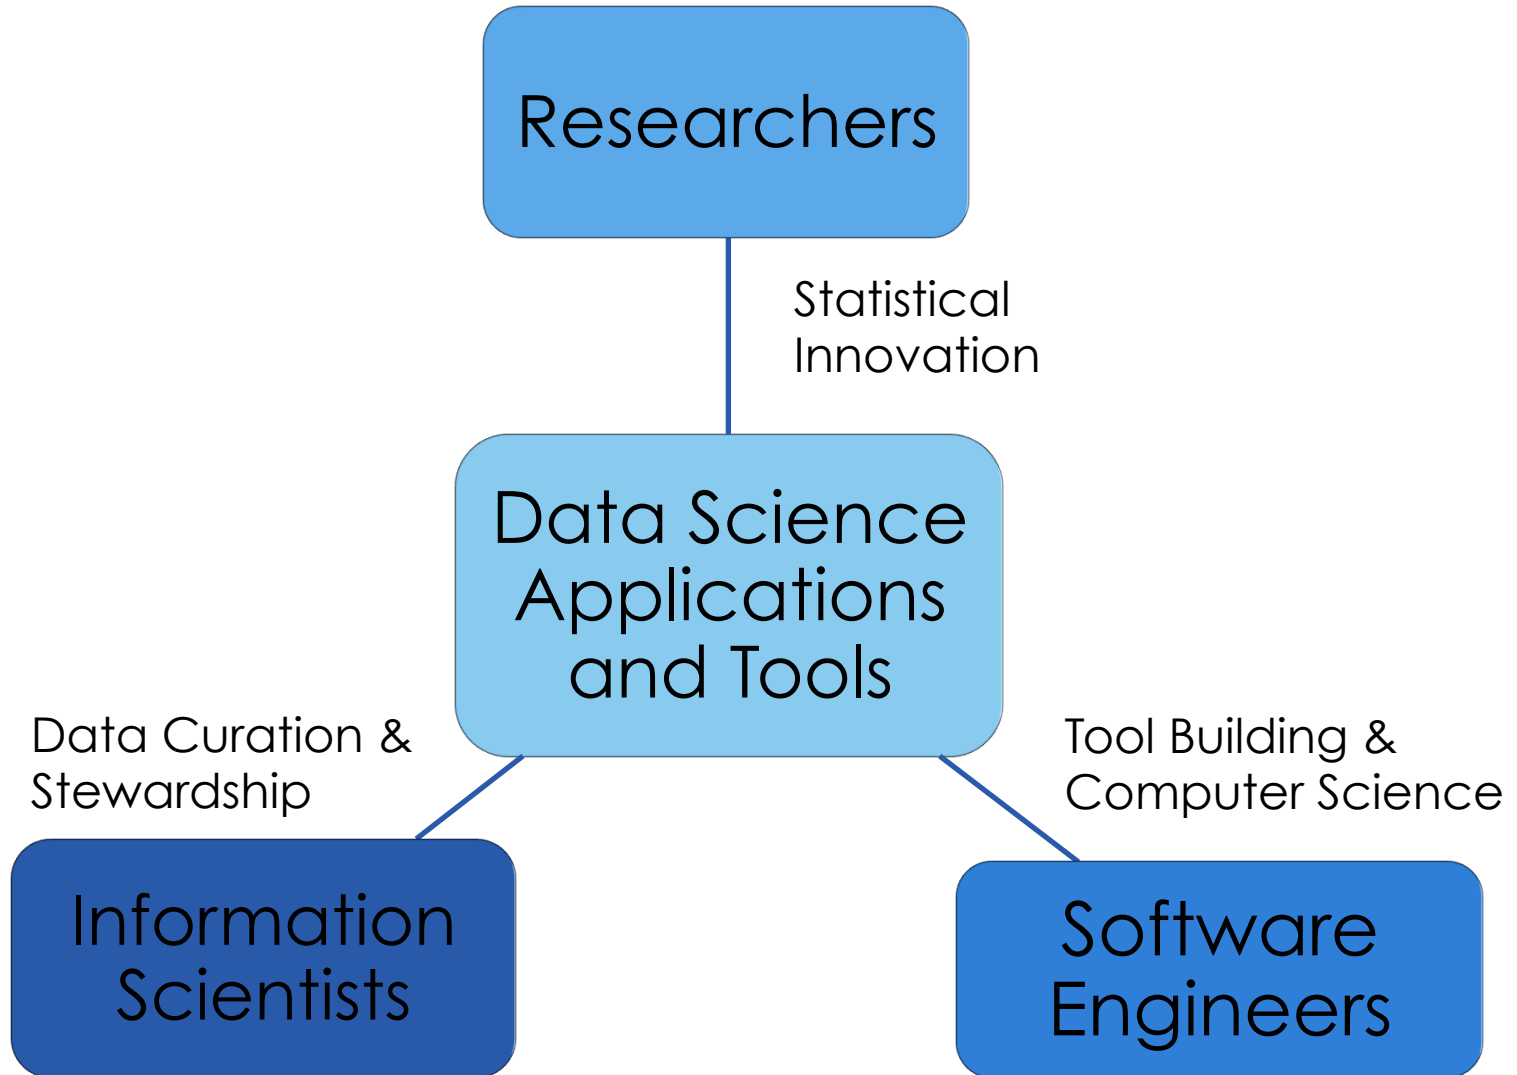 Researchers
Statistical
Innovation
Data Science
Applications
and Tools
Data Curation &
Stewardship
Tool Building &
Computer Science
Information
Scientists
Software
Engineers